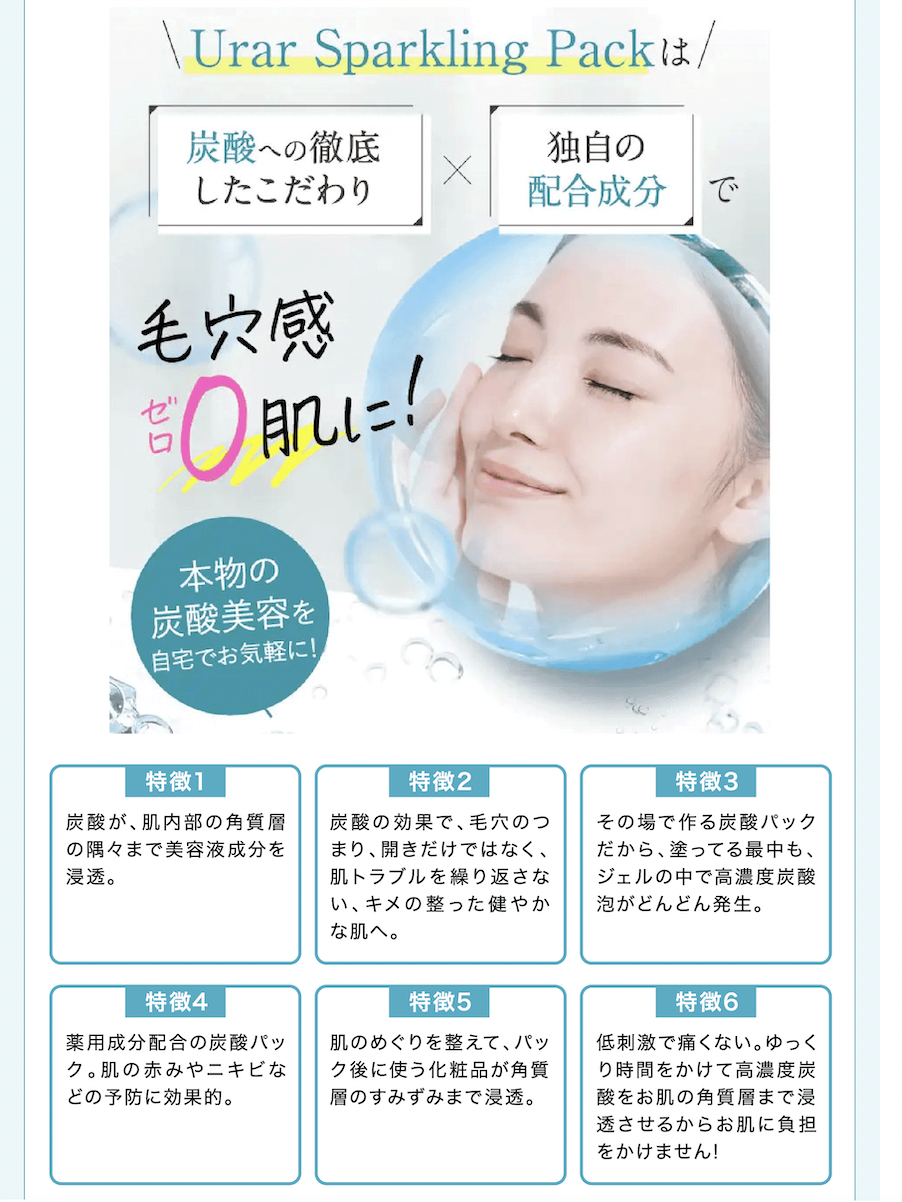 \ Urar Sparkling Packは /
炭酸への徹底
したこだわり
×
独自の
配合成分
で
毛穴感
ゼロ
0肌に!
本物の
炭酸美容を
自宅でお気軽に!
特徴1
炭酸が、肌内部の角質層
の隅々まで美容液成分を
浸透。
特徴2
炭酸の効果で、毛穴のつ
まり、開きだけではなく、
肌トラブルを繰り返さな
い、キメの整った健やか
な肌へ。
特徴3
その場で作る炭酸パック
だから、塗ってる最中も、
ジェルの中で高濃度炭酸
泡がどんどん発生。
特徴4
薬用成分配合の炭酸パッ
ク。肌の赤みやニキビな
どの予防に効果的。
特徴5
肌のめぐりを整えて、パッ
ク後に使う化粧品が角質
層のすみずみまで浸透。
特徴6
低刺激で痛くない。ゆっく
り時間をかけて高濃度炭
酸をお肌の角質層まで浸
透させるからお肌に負担
をかけません!